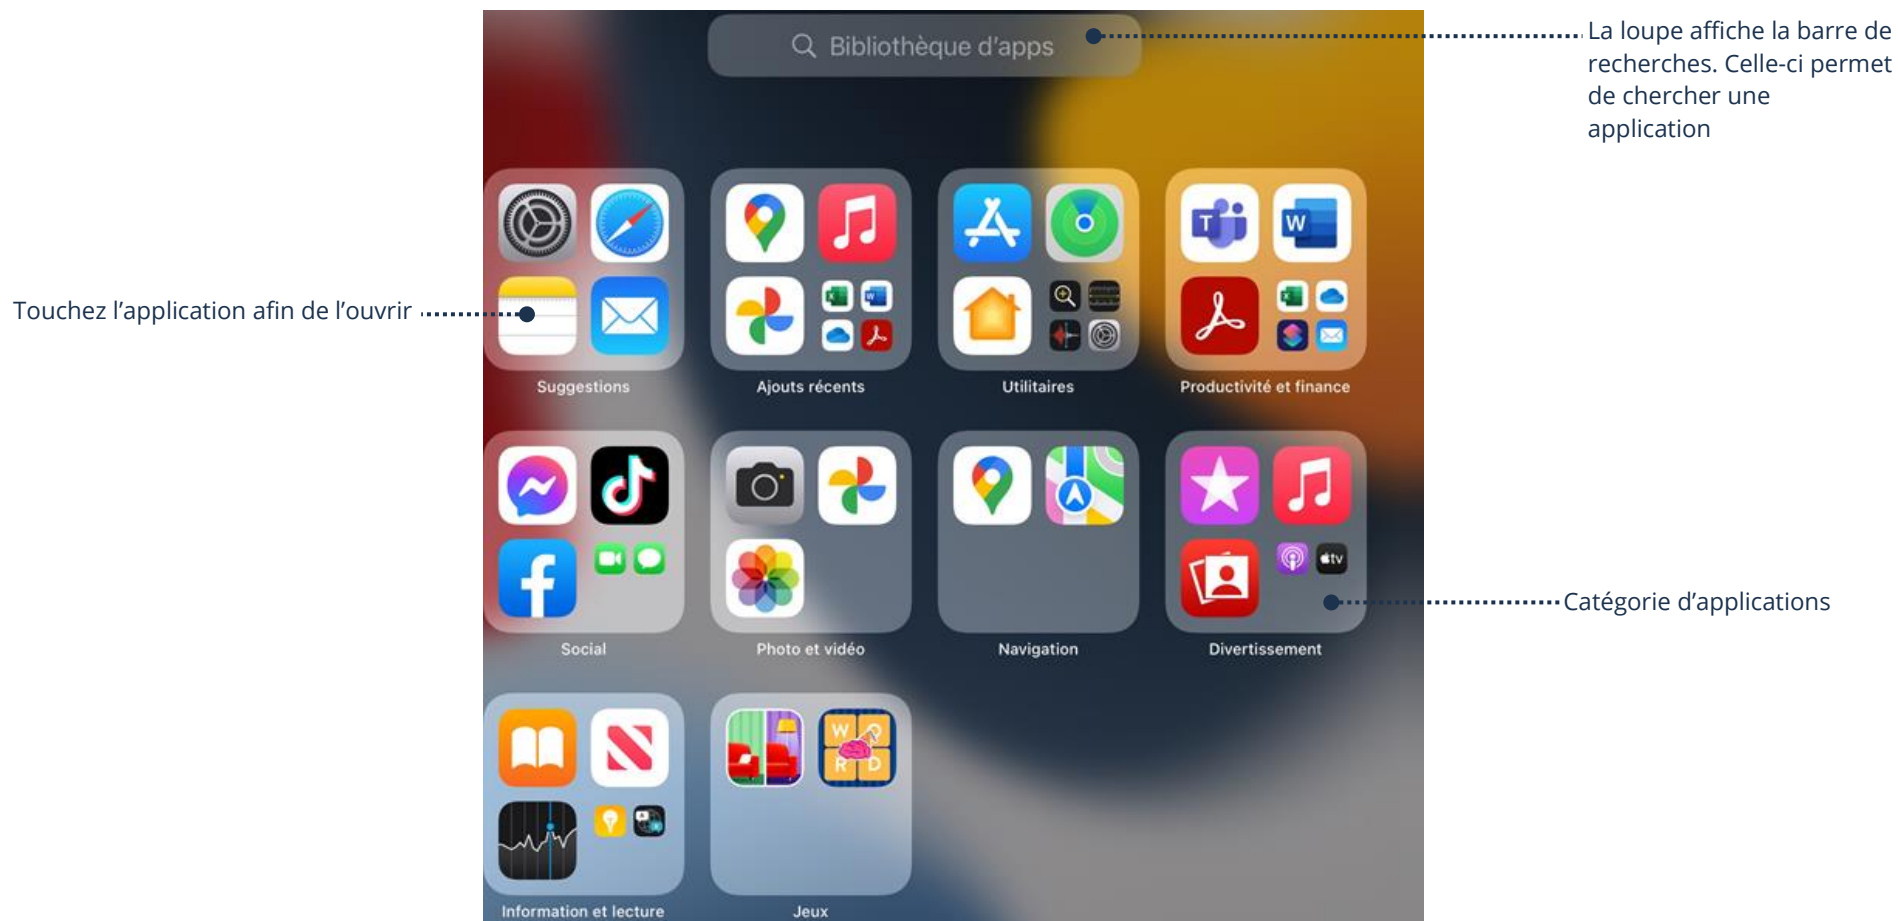 Bibliothèque d'apps
La loupe affiche la barre de
recherches. Celle-ci permet
de chercher une
application
Touchez l’application afin de l’ouvrir
T
W
Suggestions
Ajouts récents
Utilitaires
Productivité et finance
tv
Catégorie d’applications
Social
Photo et vidéo
Navigation
Divertissement
W O
R D
Information et lecture
Jeux